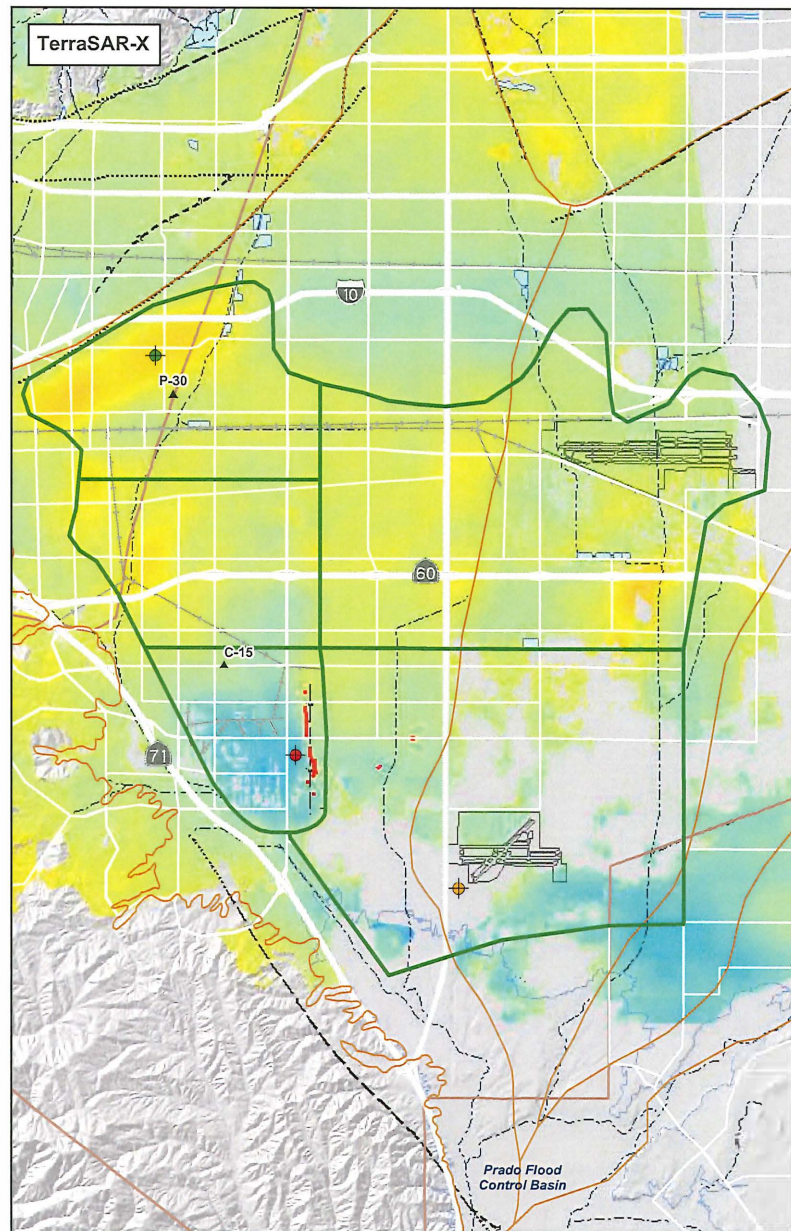 TerraSAR-X
10
P-30
60
C-15
71
Prado Flood
Control Basin